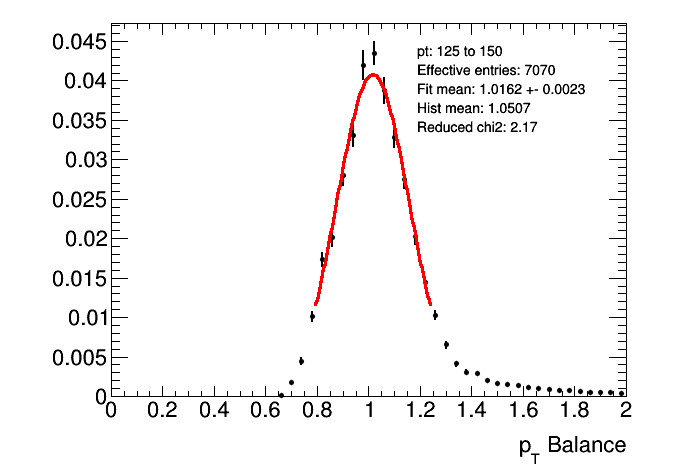 0.045
0.04
0.035
0.03
0.025
0.02
0.015
0.01
0.005
0
pt: 125 to 150
Effective entries: 7070
Fit mean: 1.0162 +- 0.0023
Hist mean: 1.0507
Reduced chi2: 2.17
0 0.2 0.4 0.6 0.8 1 1.2 1.4 1.6 1.8 2
p_T Balance